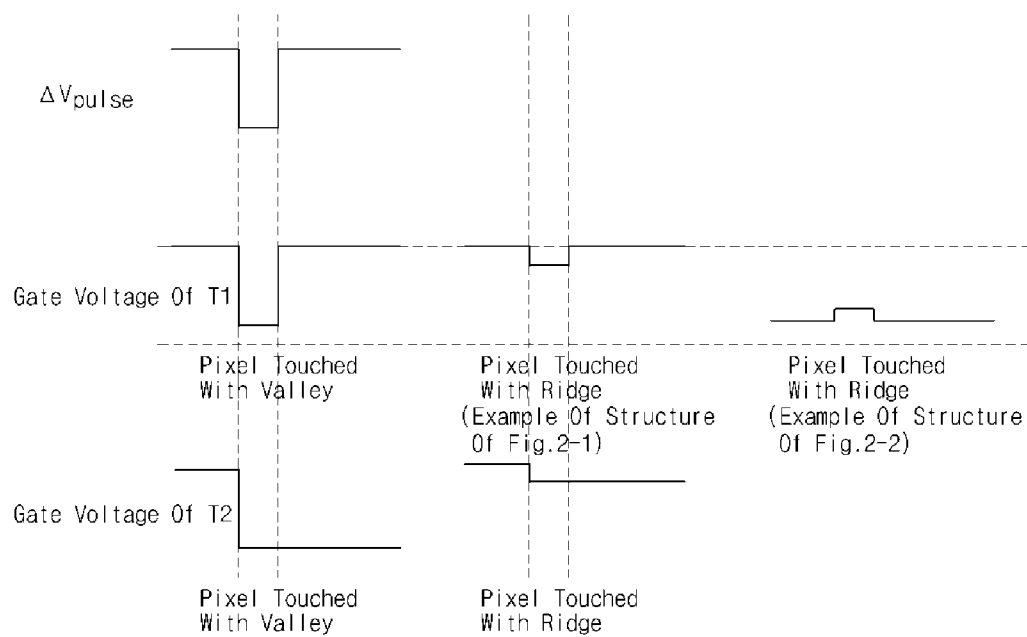 ΔVpulse
Gate Voltage Of T1
Pixel Touched
With Valley
Pixel Touched
With Ridge
(Example Of Structure
Of Fig.2-1)
Pixel Touched
With Ridge
(Example Of Structure
Of Fig.2-2)
Gate Voltage Of T2
Pixel Touched
With Valley
Pixel Touched
With Ridge